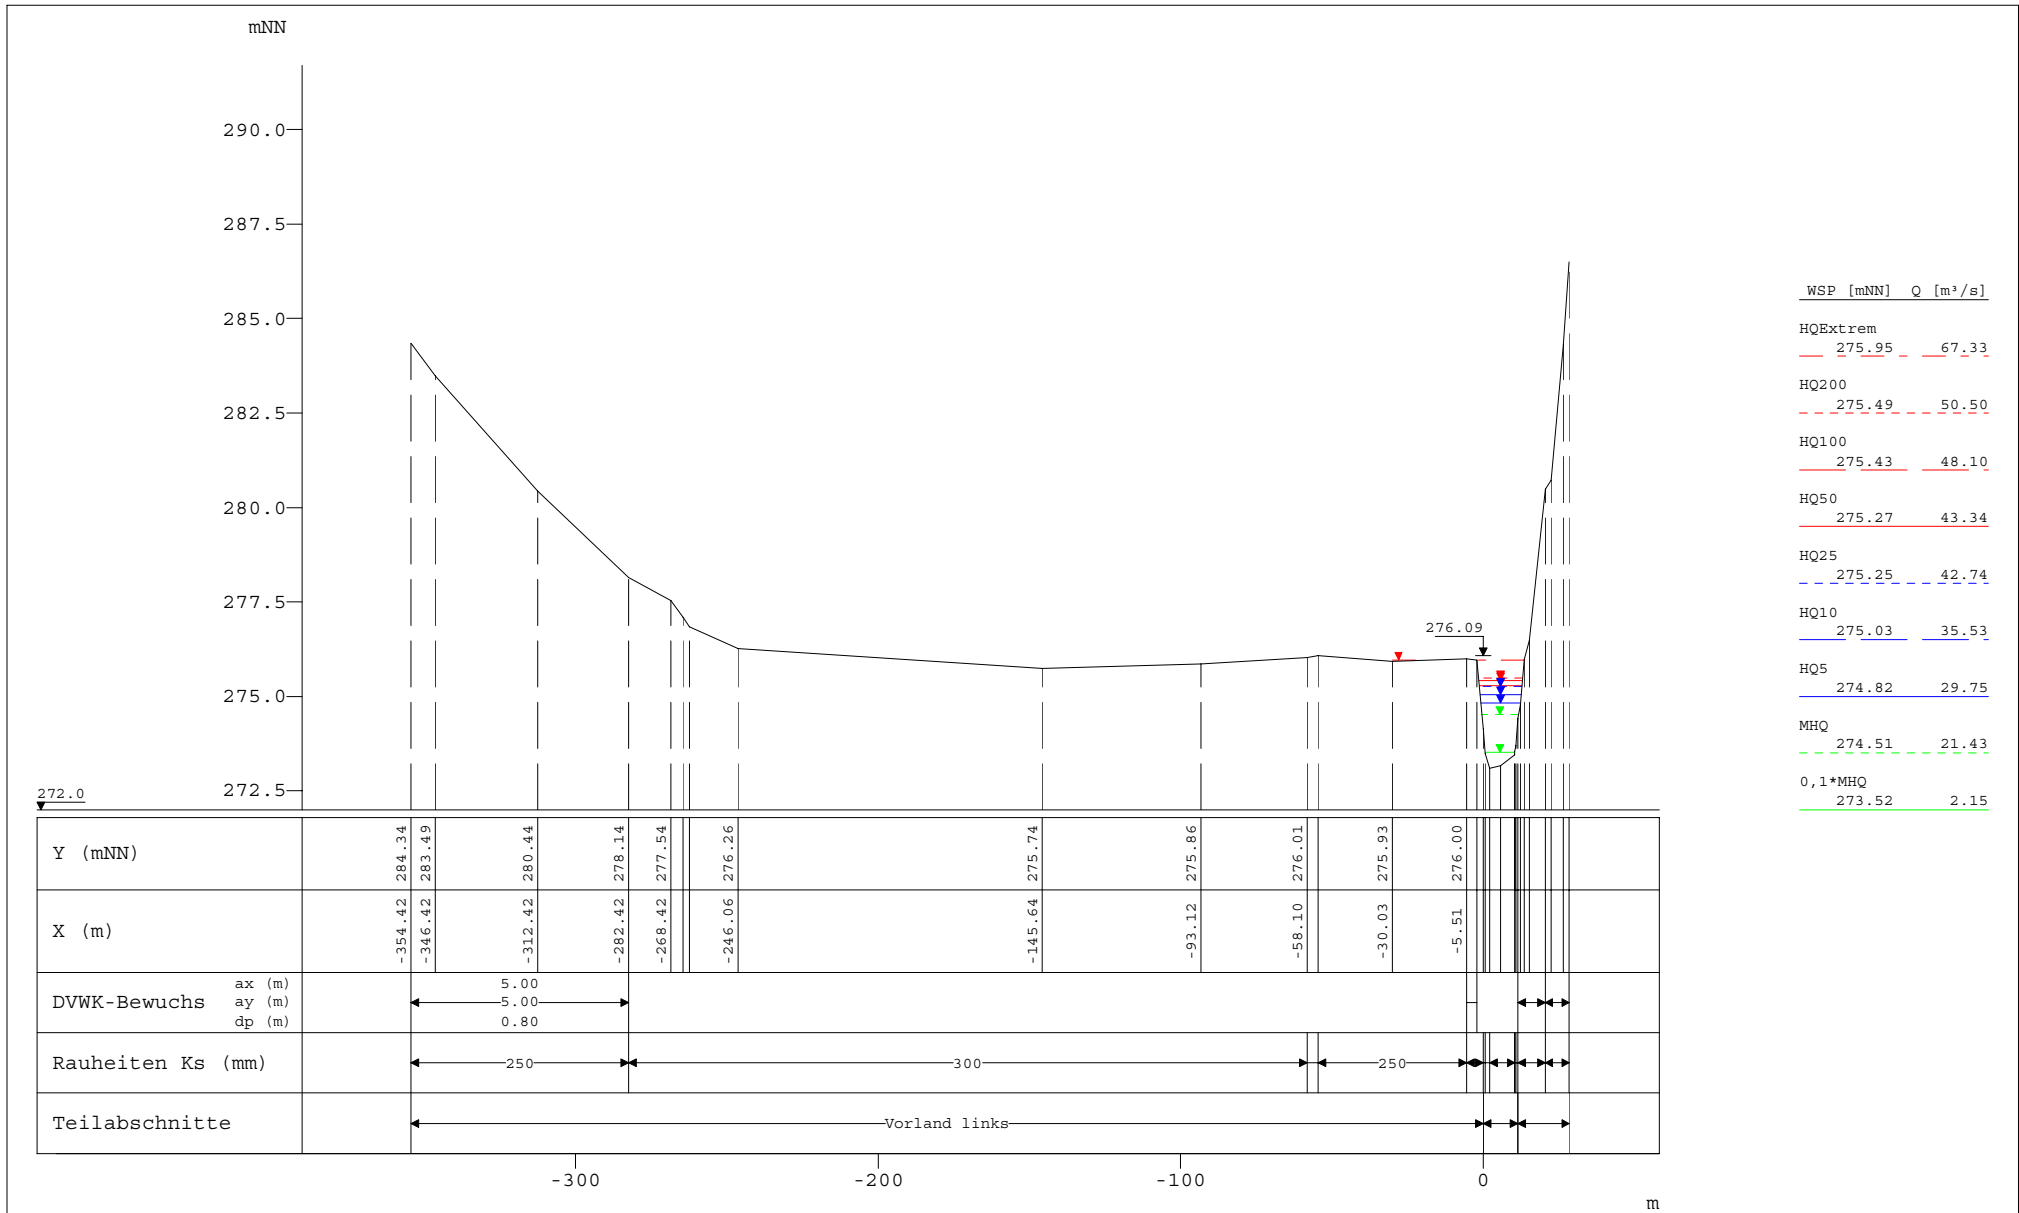 mNN
290.0
287.5
285.0
282.5
280.0
277.5
275.0
272.5
272.0
276.09
WSP [mNN] Q [m³/s]
HQExtrem
275.95 67.33
HQ200
275.49 50.50
HQ100
275.43 48.10
HQ50
275.27 43.34
HQ25
275.25 42.74
HQ10
275.03 35.53
HQ5
274.82 29.75
MHQ
274.51 21.43
0,1*MHQ
273.52 2.15
Y (mNN) 284.34 283.49 280.44 278.14 277.54 276.26 275.74 275.86 276.01 275.93 276.00
X (m) -354.42 -346.42 -312.42 -282.42 -268.42 -246.06 -145.64 -93.12 -58.10 -30.03 -5.51
ax (m) 5.00
DVWK-Bewuchs ay (m) 5.00
dp (m) 0.80
Rauheiten Ks (mm) 250 300 250
Teilabschnitte Vorland links
-300 -200 -100 0
m